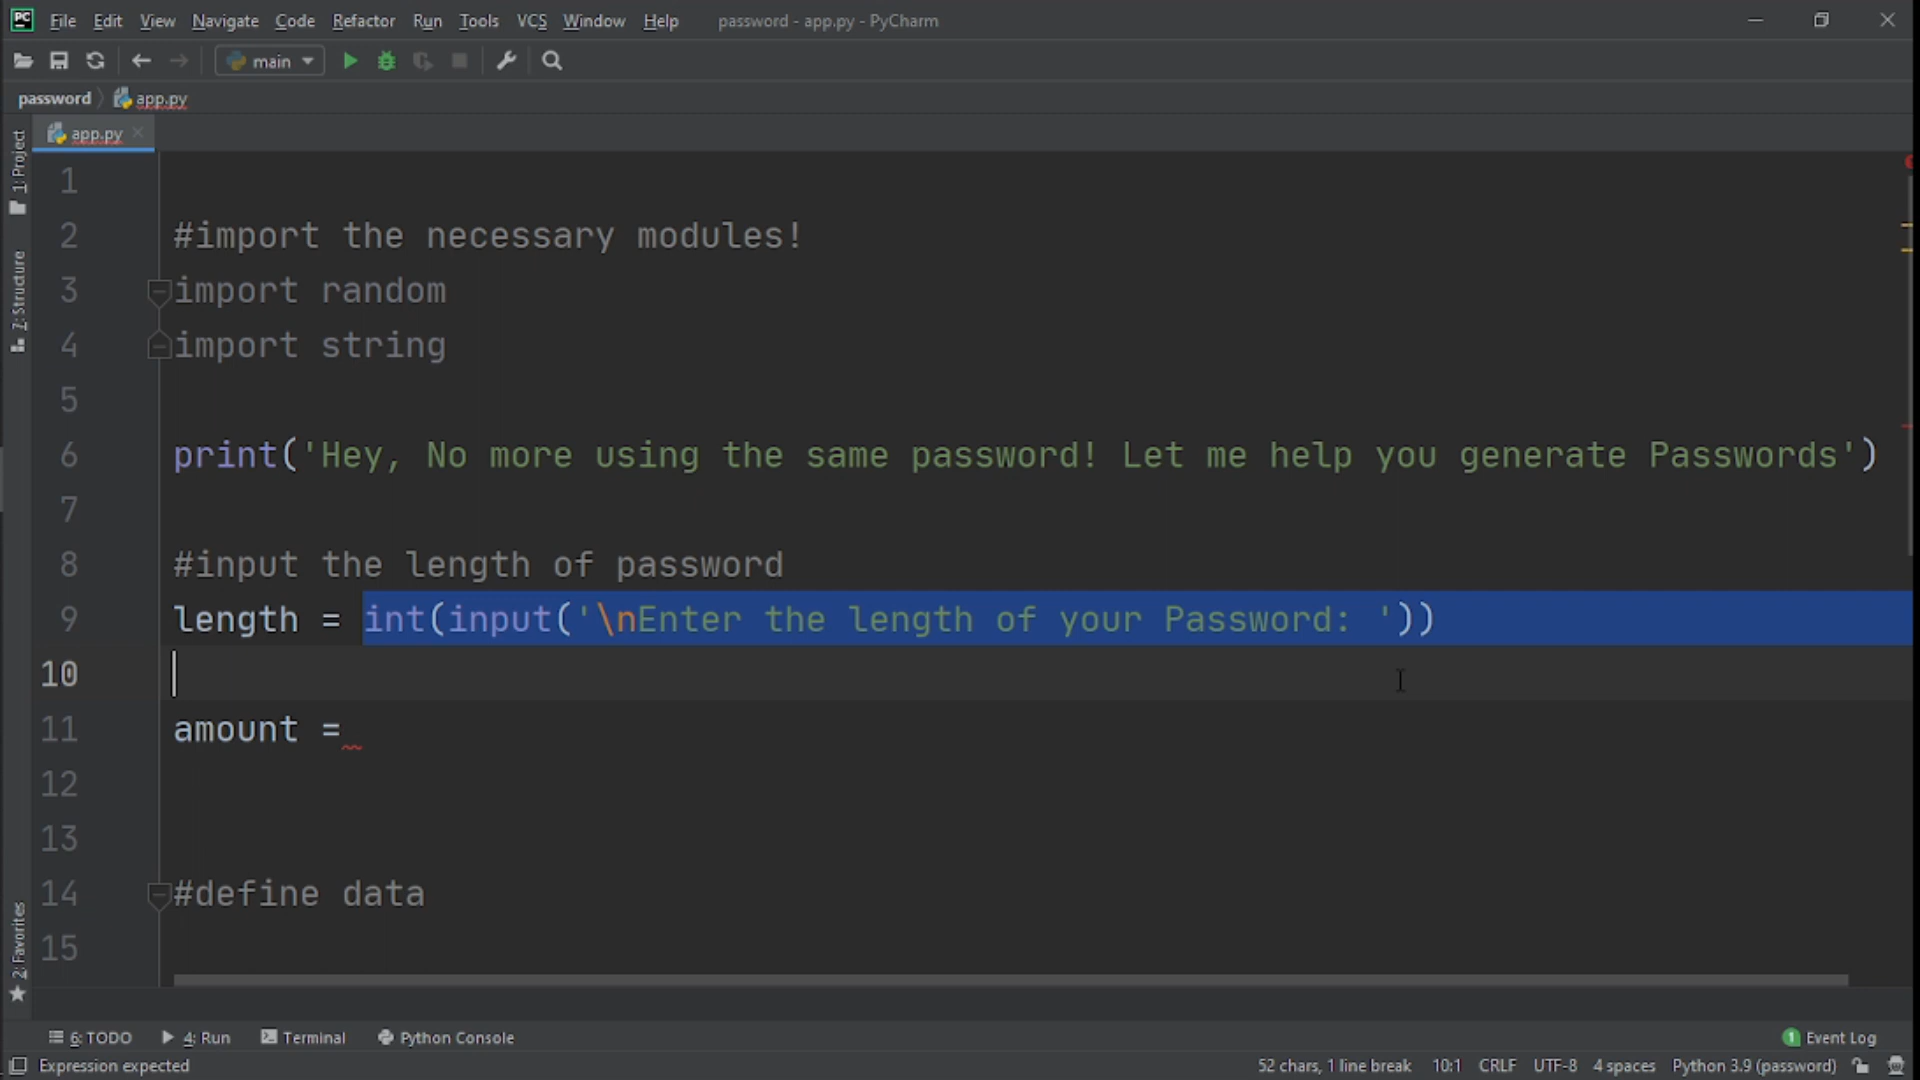 PC File Edit View Navigate Code Refactor Run Tools VCS Window Help password - app.py - PyCharm
main
password app.py
app.py
1: Project
7: Structure
2: Favorites
1
2 #import the necessary modules!
3 import random
4 import string
5
6 print('Hey, No more using the same password! Let me help you generate Passwords')
7
8 #input the length of password
9 length = int(input('\nEnter the length of your Password: '))
10
11 amount =
12
13
14 #define data
15
6: TODO 4: Run Terminal Python Console 1 Event Log
Expression expected 52 chars, 1 line break 10:1 CRLF UTF-8 4 spaces Python 3.9 (password)